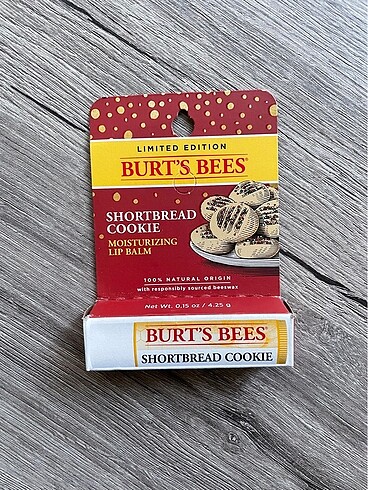 LIMITED EDITION
BURT'S BEES®
SHORTBREAD
COOKIE
MOISTURIZING
LIP BALM
100% NATURAL ORIGIN
with responsibly sourced beeswax
Net Wt. 0.15 oz / 4.25 g
BURT'S BEES®
SHORTBREAD COOKIE